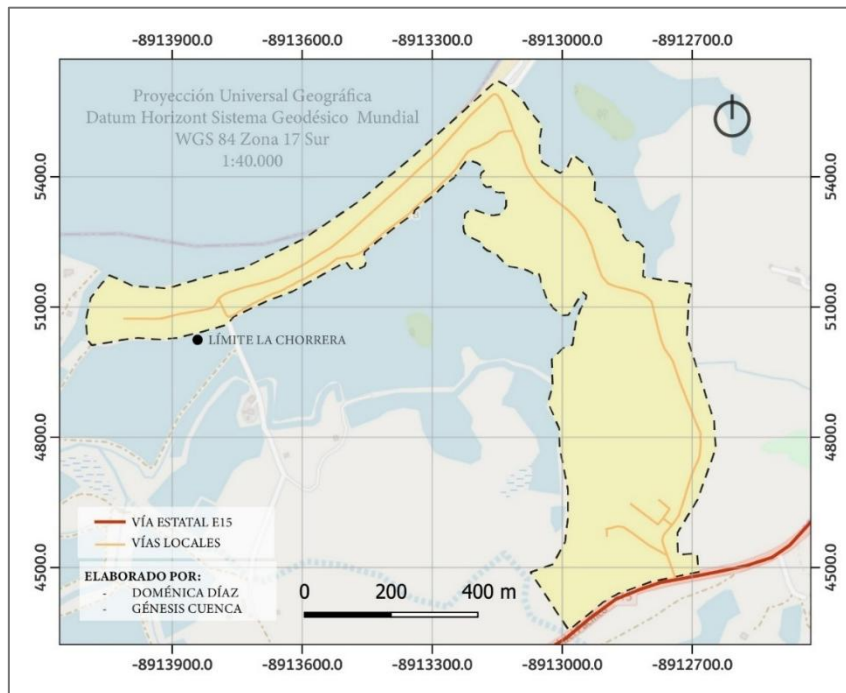 -8913900.0 -8913600.0 -8913300.0 -8913000.0 -8912700.0
Proyección Universal Geográfica
Datum Horizont Sistema Geodésico Mundial
WGS 84 Zona 17 Sur
1:40.000
5400.0 5400.0
5100.0 5100.0
LÍMITE LA CHORRERA
4800.0 4800.0
VÍA ESTATAL E15
VÍAS LOCALES
4500.0 4500.0
ELABORADO POR:
- DOMÉNICA DÍAZ
- GÉNESIS CUENCA
0 200 400 m
-8913900.0 -8913600.0 -8913300.0 -8913000.0 -8912700.0